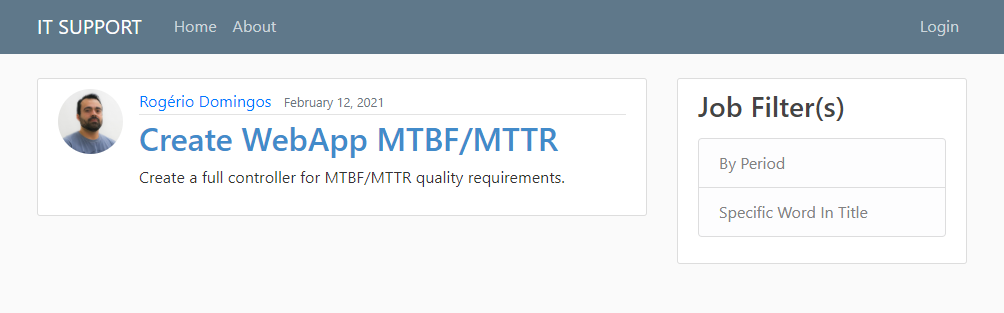 IT SUPPORT Home About Login
Rogério Domingos February 12, 2021
Create WebApp MTBF/MTTR
Create a full controller for MTBF/MTTR quality requirements.
Job Filter(s)
By Period
Specific Word In Title